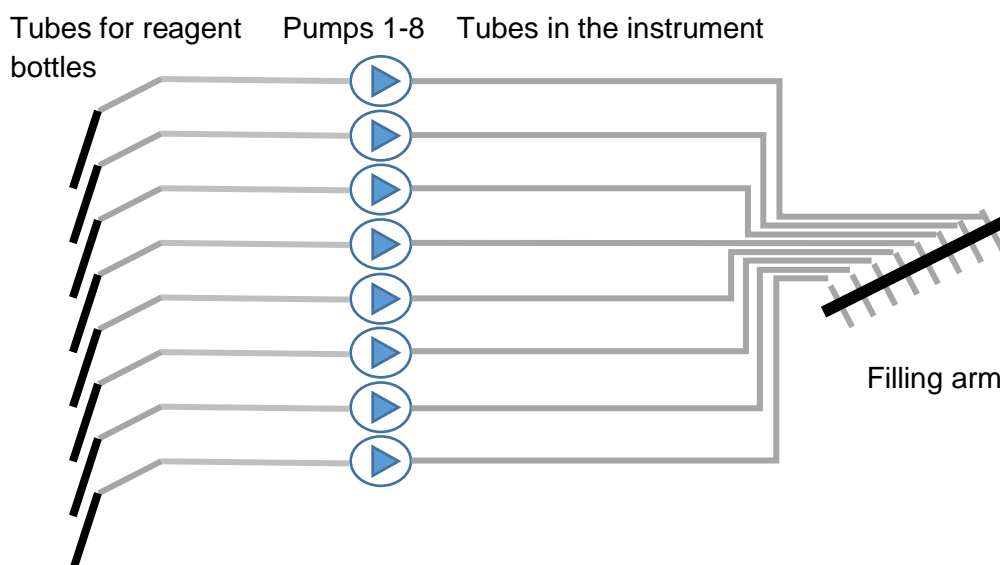 Tubes for reagent
bottles
Pumps 1-8
Tubes in the instrument
Filling arm